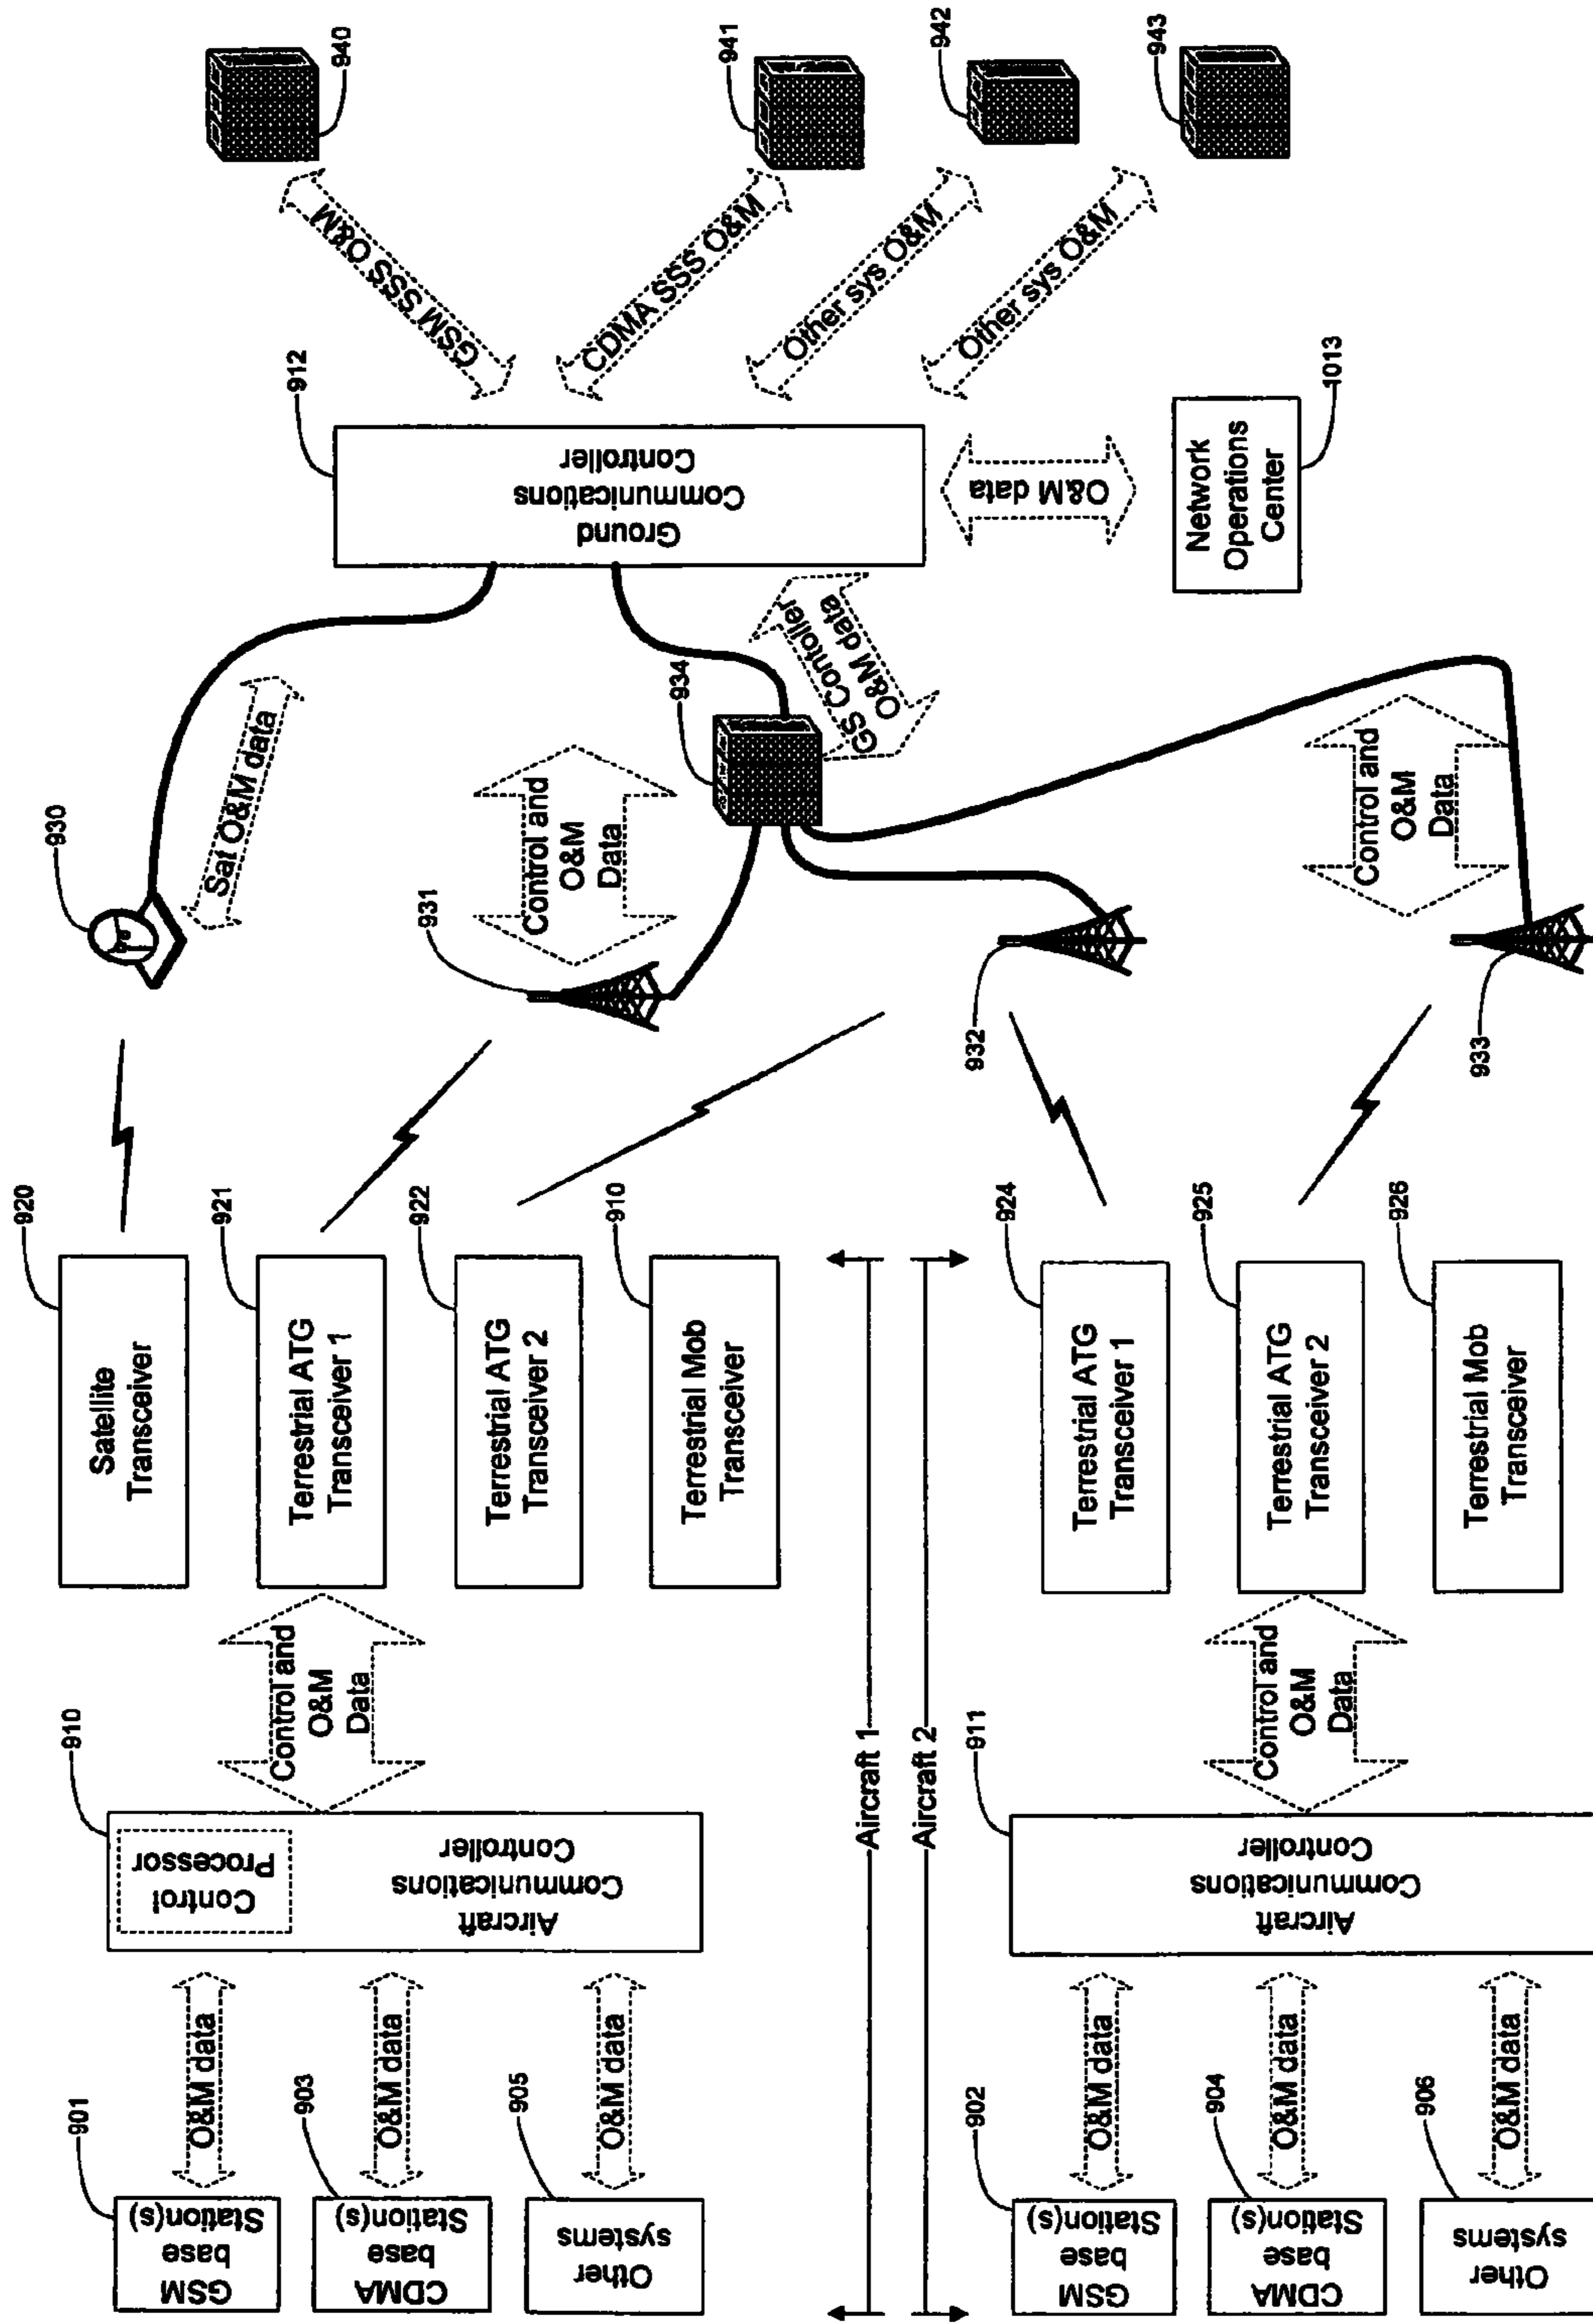 901
GSM
base
Station(s)
O&M data
903
CDMA
base
Station(s)
O&M data
905
Other
systems
O&M data
910
Control
Processor
Aircraft
Communications
Controller
Control and
O&M
Data
920
Satellite
Transceiver
921
Terrestrial ATG
Transceiver 1
922
Terrestrial ATG
Transceiver 2
910
Terrestrial Mob
Transceiver
Aircraft 1
Aircraft 2
902
GSM
base
Station(s)
O&M data
904
CDMA
base
Station(s)
O&M data
906
Other
systems
O&M data
911
Aircraft
Communications
Controller
Control and
O&M
Data
924
Terrestrial ATG
Transceiver 1
925
Terrestrial ATG
Transceiver 2
926
Terrestrial Mob
Transceiver
930
Sat O&M data
931
Control and
O&M
Data
932
933
Control and
O&M
Data
934
GS Contoller
O&M data
912
Ground
Communications
Controller
O&M data
Network
Operations
Center
1013
GSM SSS O&M
940
CDMA SSS O&M
941
Other sys O&M
942
Other sys O&M
943